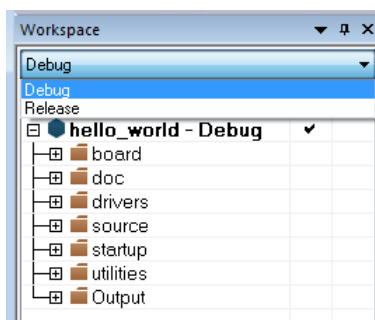 Workspace
Debug
Debug
Release
hello_world - Debug
board
doc
drivers
source
startup
utilities
Output